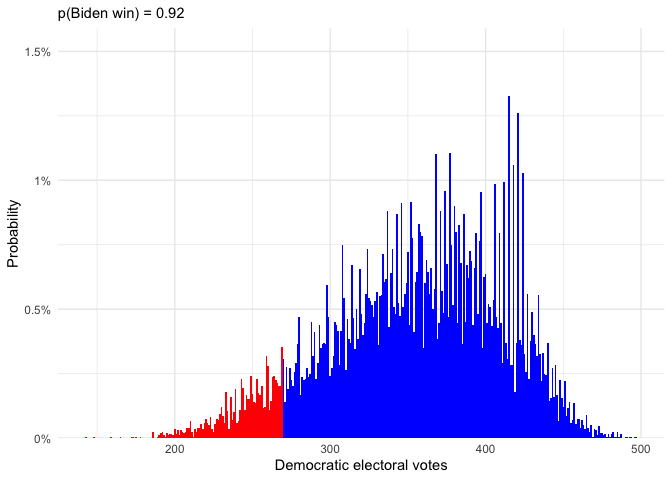 p(Biden win) = 0.92
1.5%
1%
0.5%
0%
Probability
200
300
400
500
Democratic electoral votes